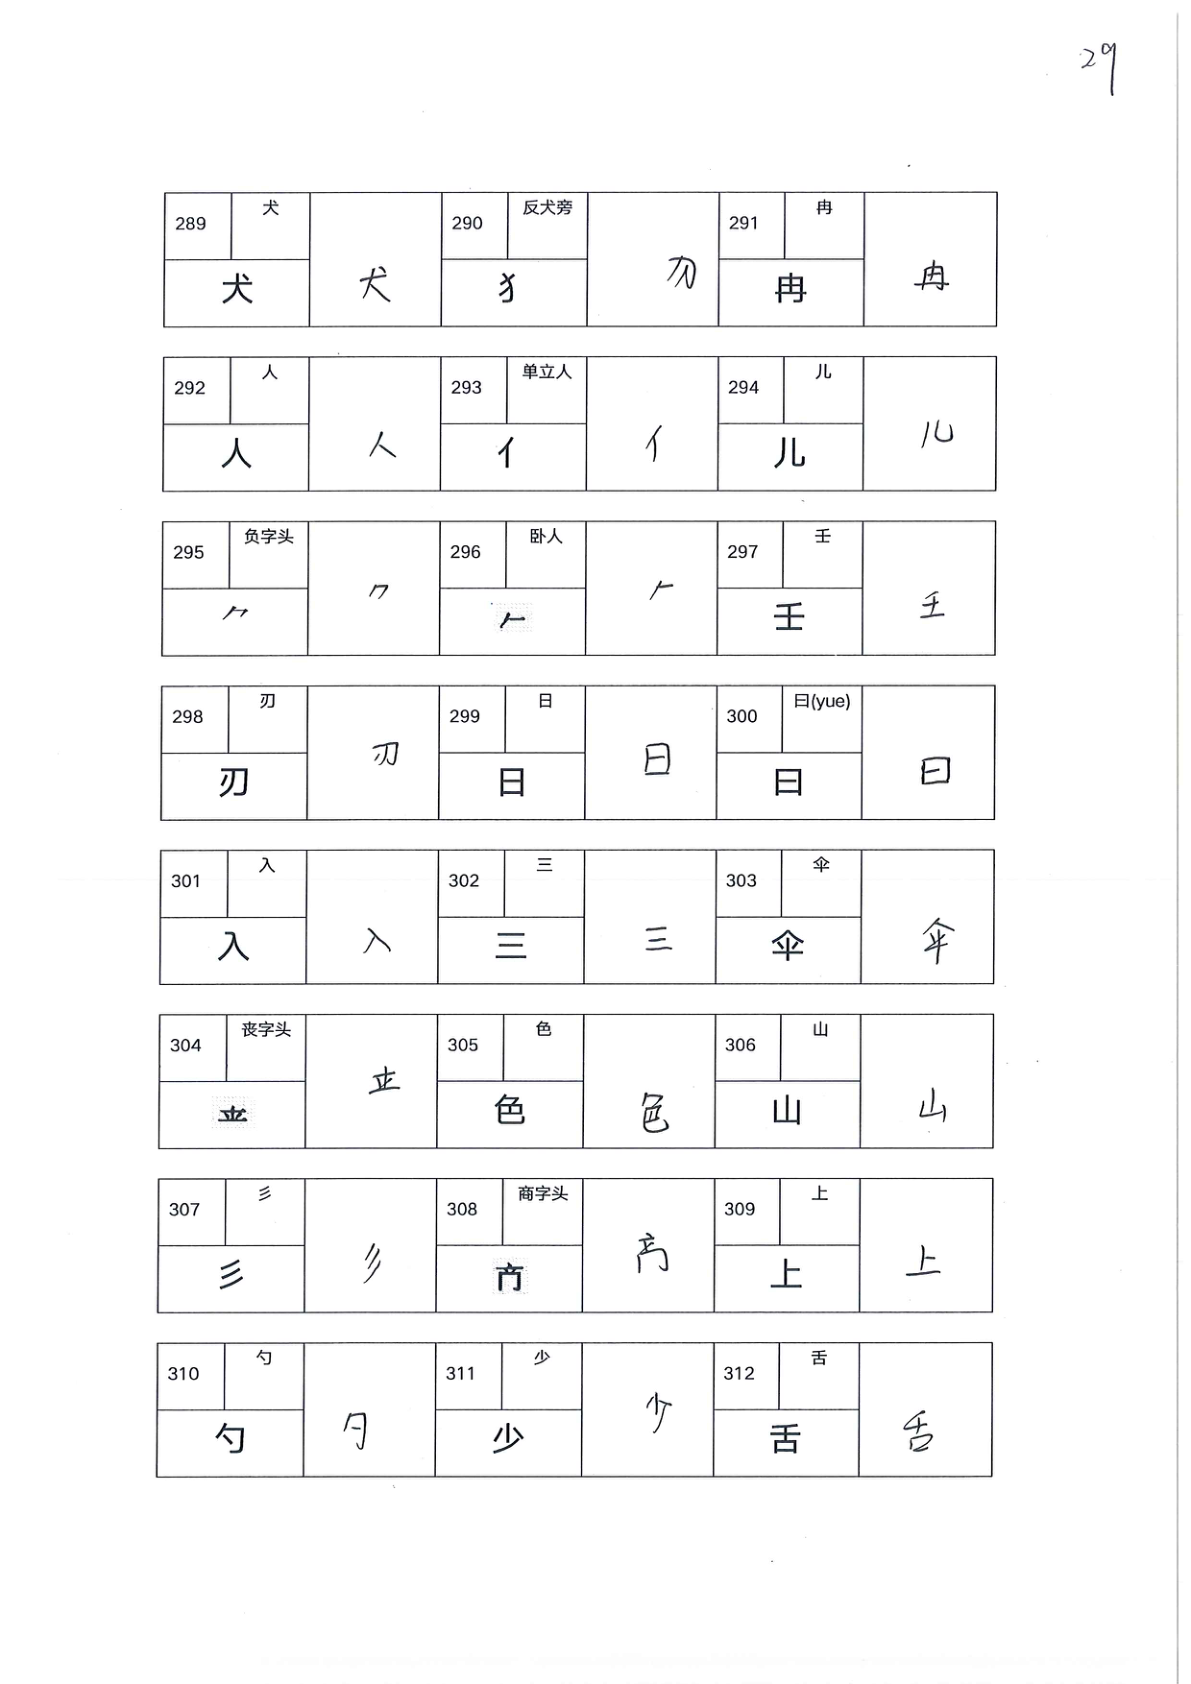 29
289 犬 290 反犬旁 291 冉
犬 犬 犭 冉 冉
292 人 293 单立人 294 儿
人 人 亻 亻 儿 儿
295 负字头 296 卧人 297 壬
⺈ ⺈ 𠂉 𠂉 壬 壬
298 刃 299 日 300 曰(yue)
刃 刃 日 日 曰 曰
301 入 302 三 303 伞
入 入 三 三 伞 伞
304 丧字头 305 色 306 山
色 色 山 山
307 彡 308 商字头 309 上
彡 彡 上 上
310 勺 311 少 312 舌
勺 勺 少 少 舌 舌